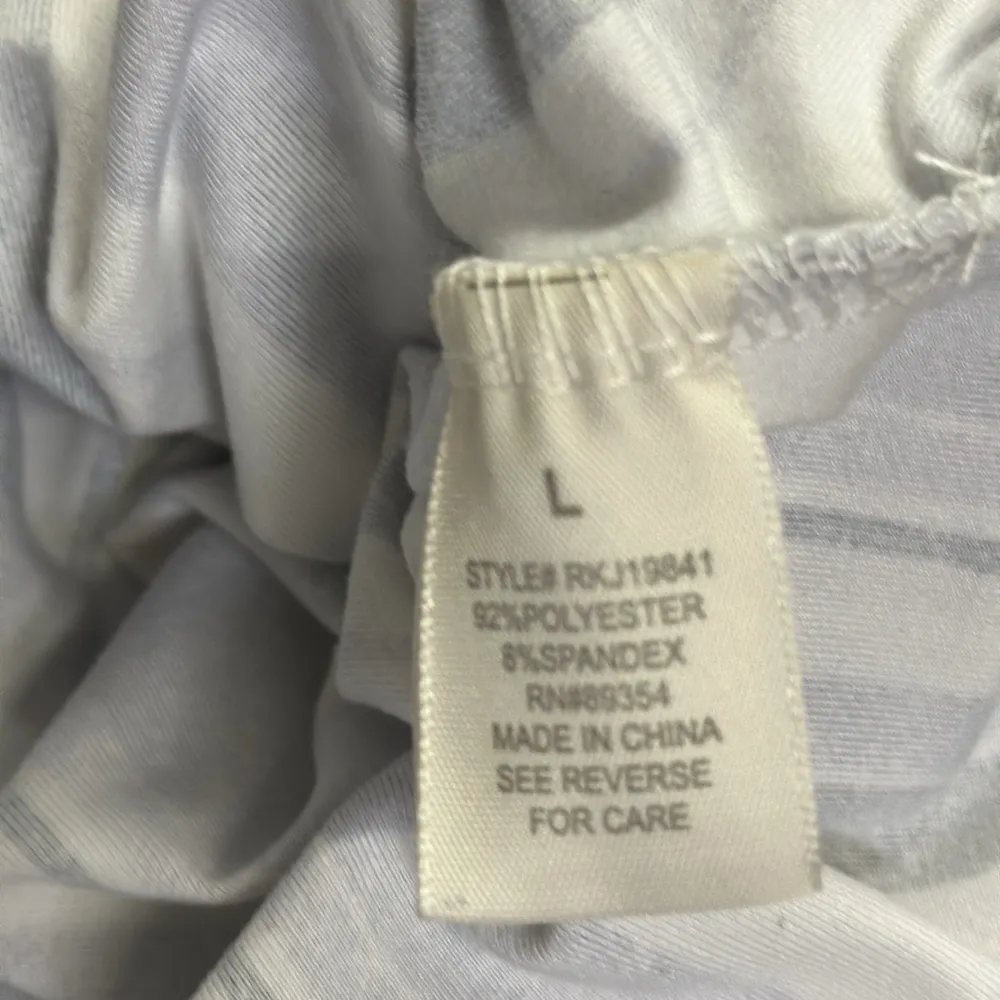 L
STYLE# RKJ19841
92%POLYESTER
8%SPANDEX
RN#89354
MADE IN CHINA
SEE REVERSE
FOR CARE